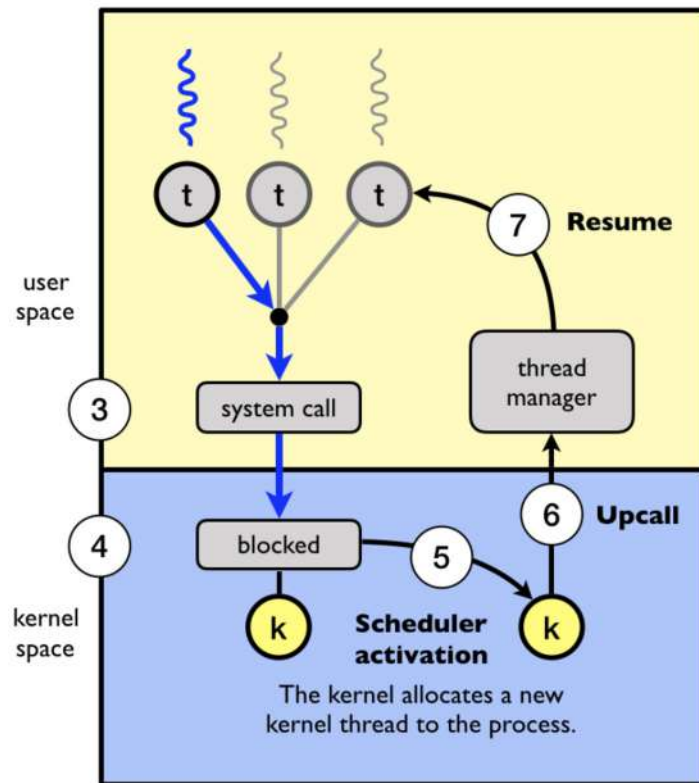 t
t
t
7
Resume
user
space
thread
manager
3
system call
6
Upcall
4
blocked
5
kernel
space
k
Scheduler
activation
k
The kernel allocates a new
kernel thread to the process.